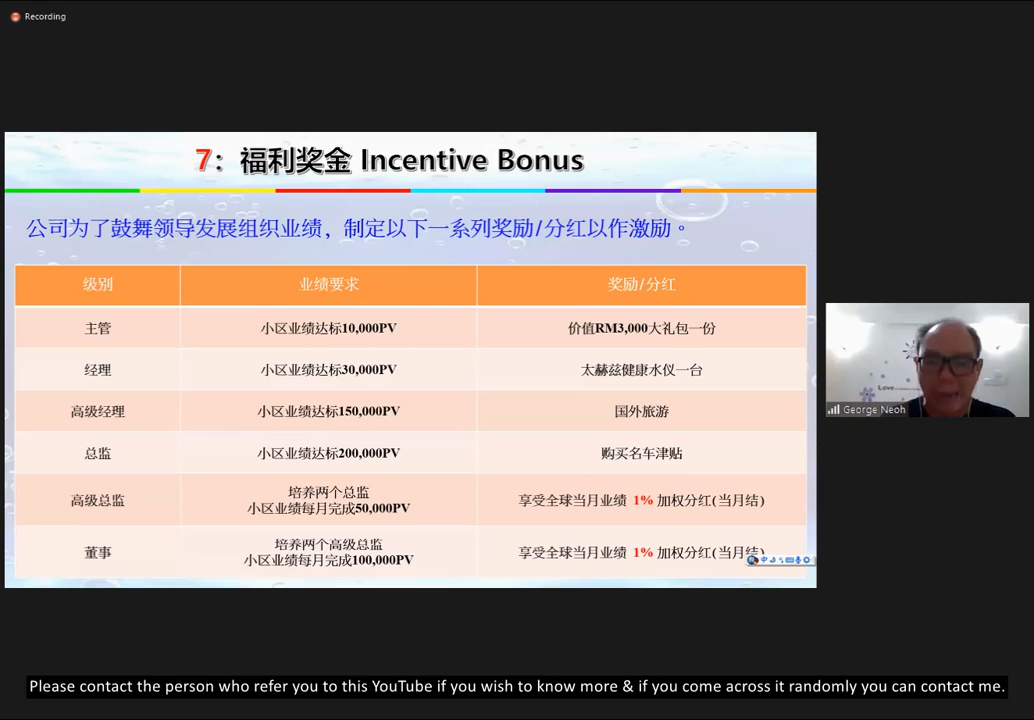 Recording
7：福利奖金 Incentive Bonus
公司为了鼓舞领导发展组织业绩，制定以下一系列奖励/分红以作激励。
级别 业绩要求 奖励/分红
主管 小区业绩达标10,000PV 价值RM3,000大礼包一份
经理 小区业绩达标30,000PV 太赫兹健康水仪一台
高级经理 小区业绩达标150,000PV 国外旅游
总监 小区业绩达标200,000PV 购买名车津贴
高级总监 培养两个总监 享受全球当月业绩 1% 加权分红(当月结)
小区业绩每月完成50,000PV
董事 培养两个高级总监 享受全球当月业绩 1% 加权分红(当月结)
小区业绩每月完成100,000PV
中
Love
George Neoh
Please contact the person who refer you to this YouTube if you wish to know more & if you come across it randomly you can contact me.